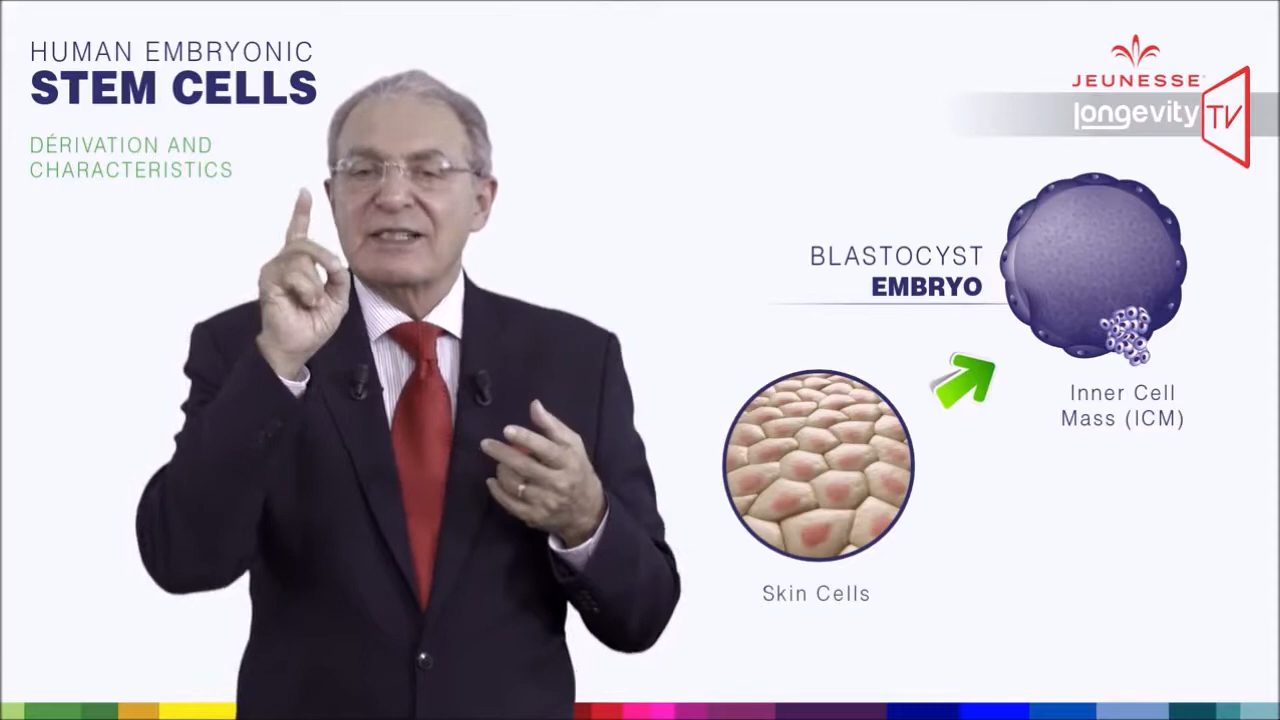 HUMAN EMBRYONIC
STEM CELLS
DÉRIVATION AND
CHARACTERISTICS
JEUNESSE
longevity TV
BLASTOCYST
EMBRYO
Inner Cell
Mass (ICM)
Skin Cells